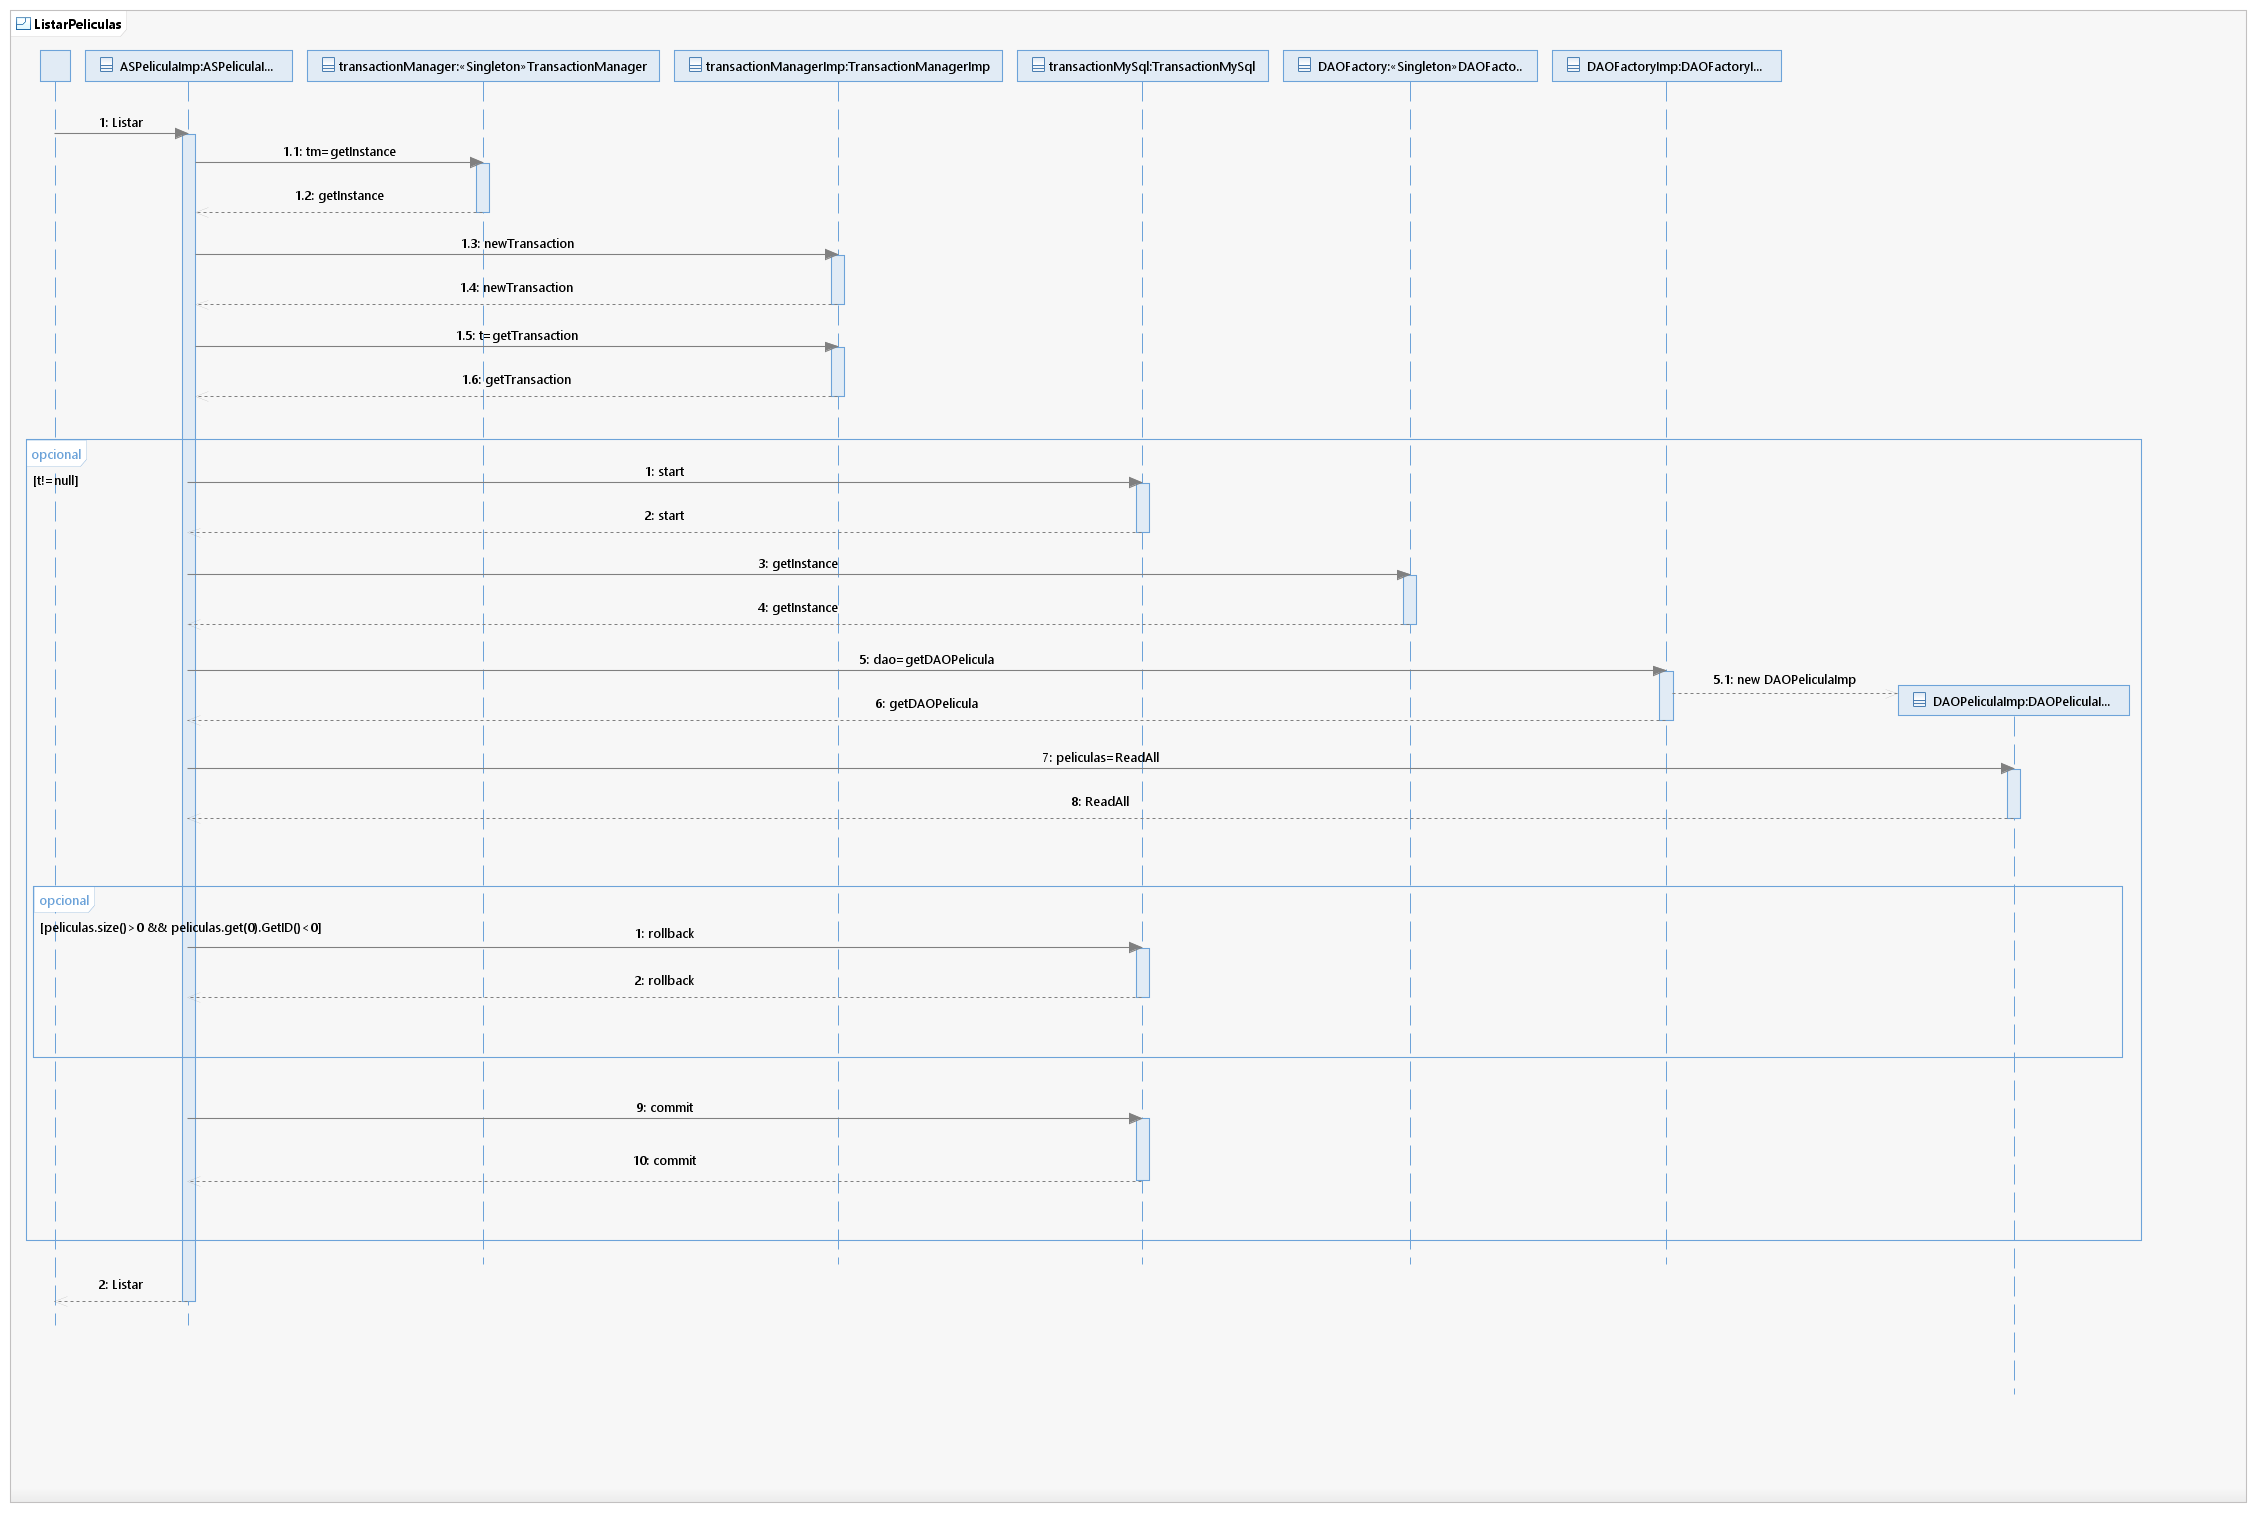 ListarPeliculas
ASPeliculaImp:ASPeliculaI...
transactionManager:«Singleton»TransactionManager
transactionManagerImp:TransactionManagerImp
transactionMySql:TransactionMySql
DAOFactory:«Singleton»DAOFacto..
DAOFactoryImp:DAOFactoryI...
1: Listar
1.1: tm=getInstance
1.2: getInstance
1.3: newTransaction
1.4: newTransaction
1.5: t=getTransaction
1.6: getTransaction
opcional
[t!=null]
1: start
2: start
3: getInstance
4: getInstance
5: dao=getDAOPelicula
5.1: new DAOPeliculaImp
DAOPeliculaImp:DAOPeliculaI...
6: getDAOPelicula
7: peliculas=ReadAll
8: ReadAll
opcional
[peliculas.size()>0 && peliculas.get(0).GetID()<0]
1: rollback
2: rollback
9: commit
10: commit
2: Listar